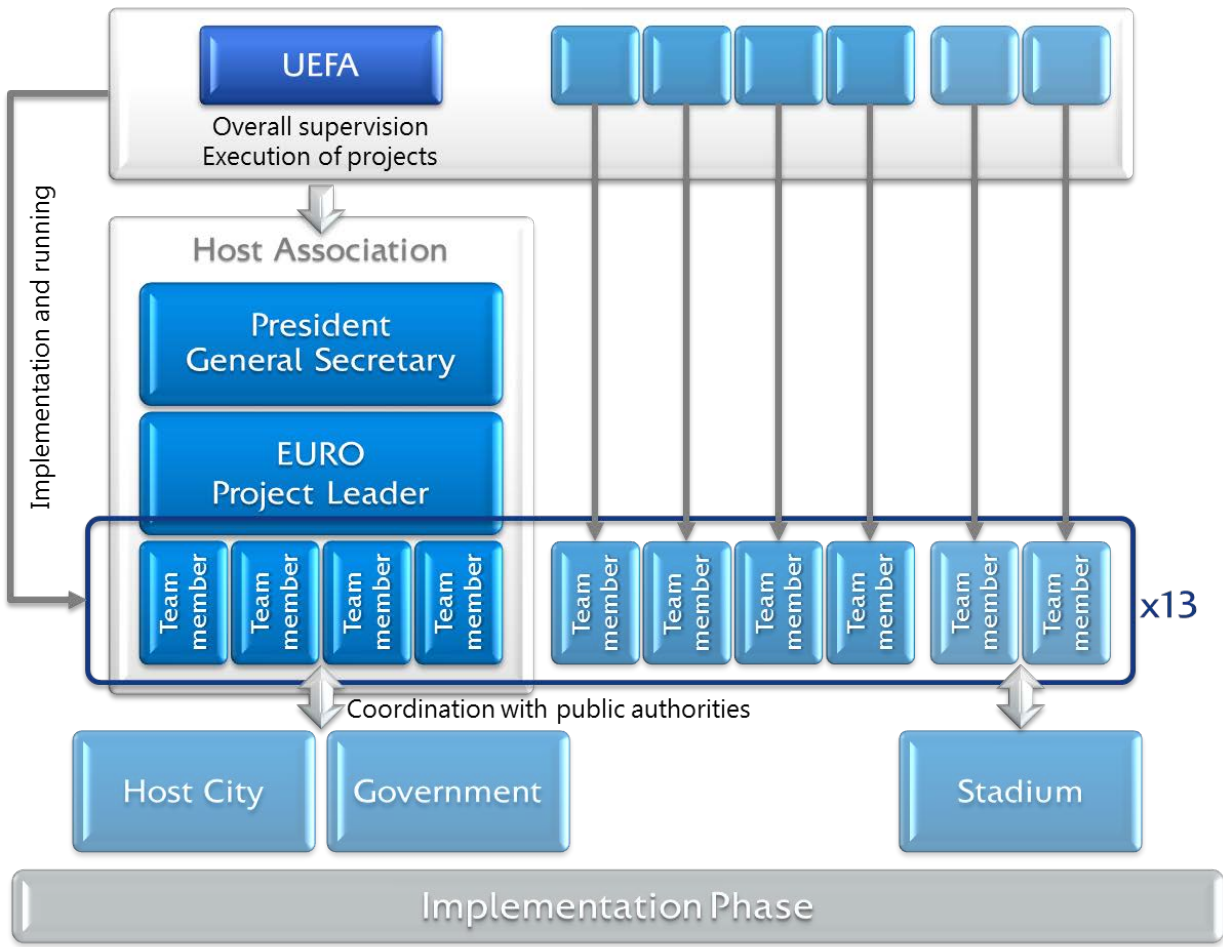 UEFA
Overall supervision
Execution of projects
Implementation and running
Host Association
President
General Secretary
EURO
Project Leader
Team
member
Team
member
Team
member
Team
member
Team
member
Team
member
Team
member
Team
member
Team
member
Team
member
x13
Coordination with public authorities
Host City
Government
Stadium
Implementation Phase